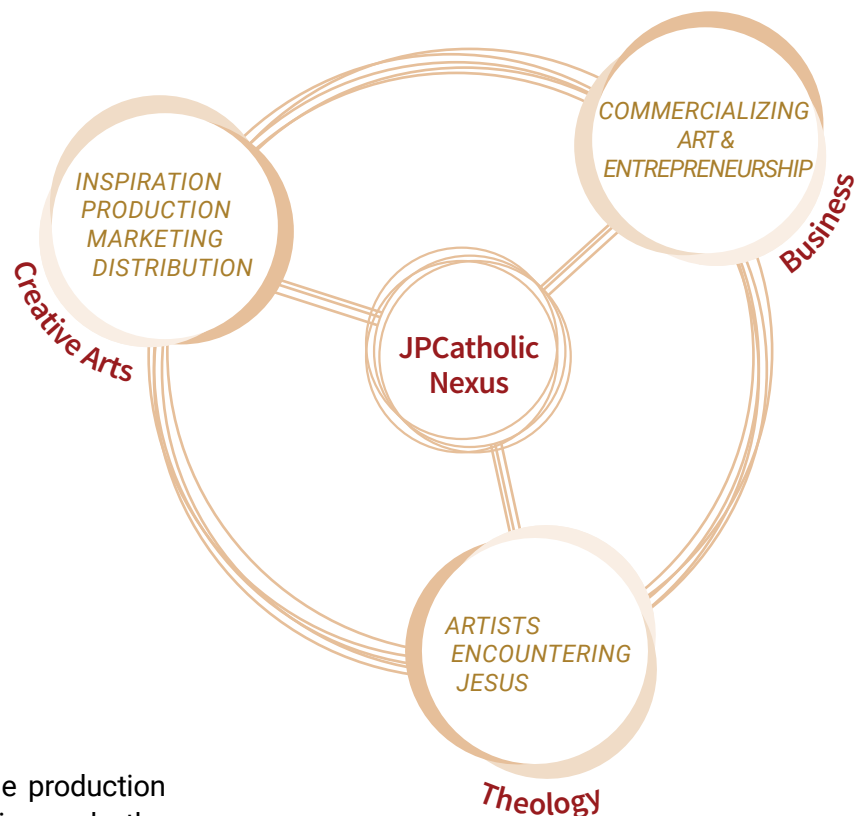 COMMERCIALIZING
ART &
ENTREPRENEURSHIP
Business
INSPIRATION
PRODUCTION
MARKETING
DISTRIBUTION
Creative Arts
JPCatholic
Nexus
ARTISTS
ENCOUNTERING
JESUS
Theology
production